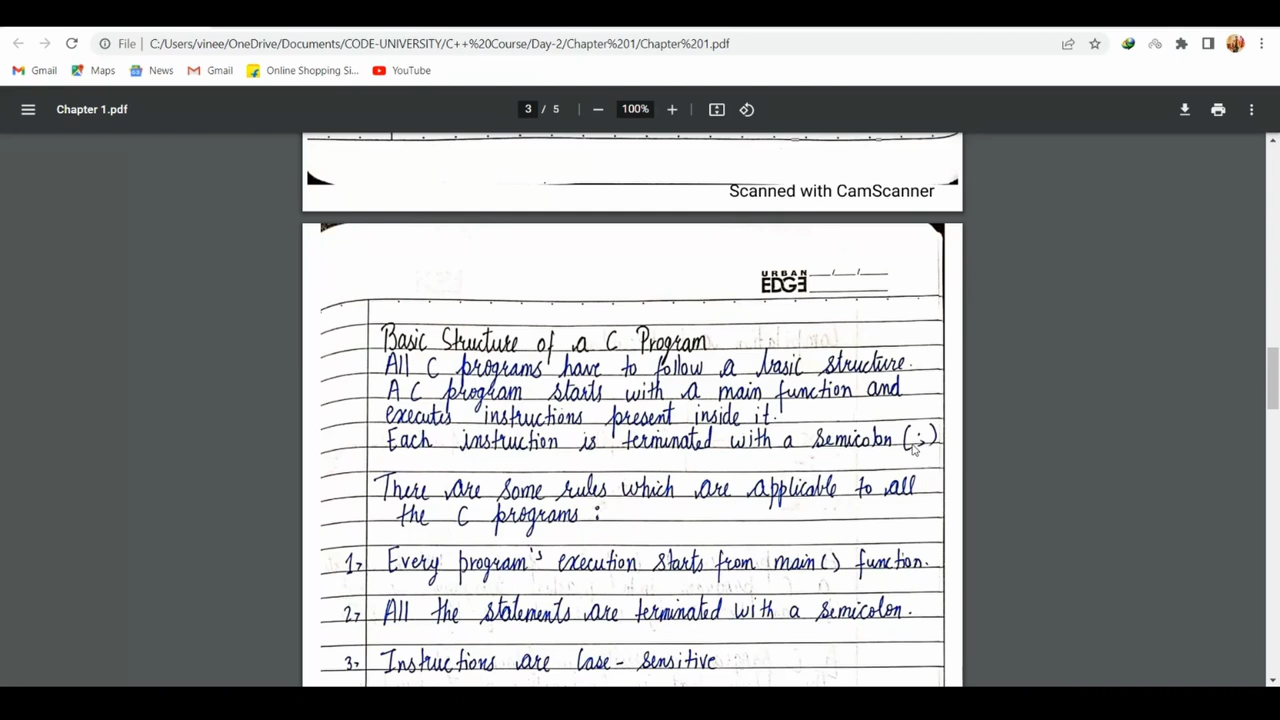 File
C:/Users/vinee/OneDrive/Documents/CODE-UNIVERSITY/C++%20Course/Day-2/Chapter%201/Chapter%201.pdf
Gmail Maps News Gmail Online Shopping Si... YouTube
Chapter 1.pdf 3 / 5 100%
Scanned with CamScanner
URBAN
EDGE
Basic Structure of a C Program
All C programs have to follow a basic structure.
A C program starts with a main function and
executes instructions present inside it.
Each instruction is terminated with a semicolon (;)
There are some rules which are applicable to all
the C programs :
1> Every program's execution starts from main() function.
2> All the statements are terminated with a semicolon.
3> Instructions are case-sensitive